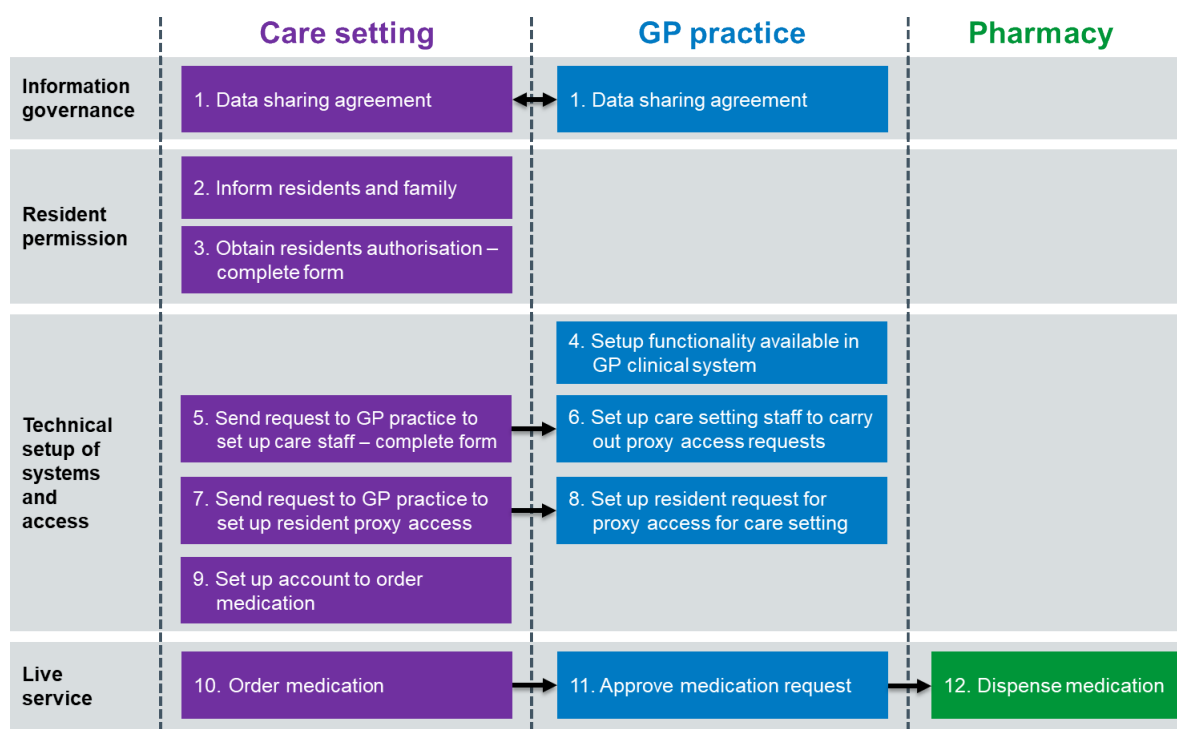 Care setting
GP practice
Pharmacy
Information
governance
1. Data sharing agreement
1. Data sharing agreement
Resident
permission
2. Inform residents and family
3. Obtain residents authorisation –
complete form
Technical
setup of
systems
and
access
4. Setup functionality available in
GP clinical system
5. Send request to GP practice to
set up care staff – complete form
6. Set up care setting staff to carry
out proxy access requests
7. Send request to GP practice to
set up resident proxy access
8. Set up resident request for
proxy access for care setting
9. Set up account to order
medication
Live
service
10. Order medication
11. Approve medication request
12. Dispense medication